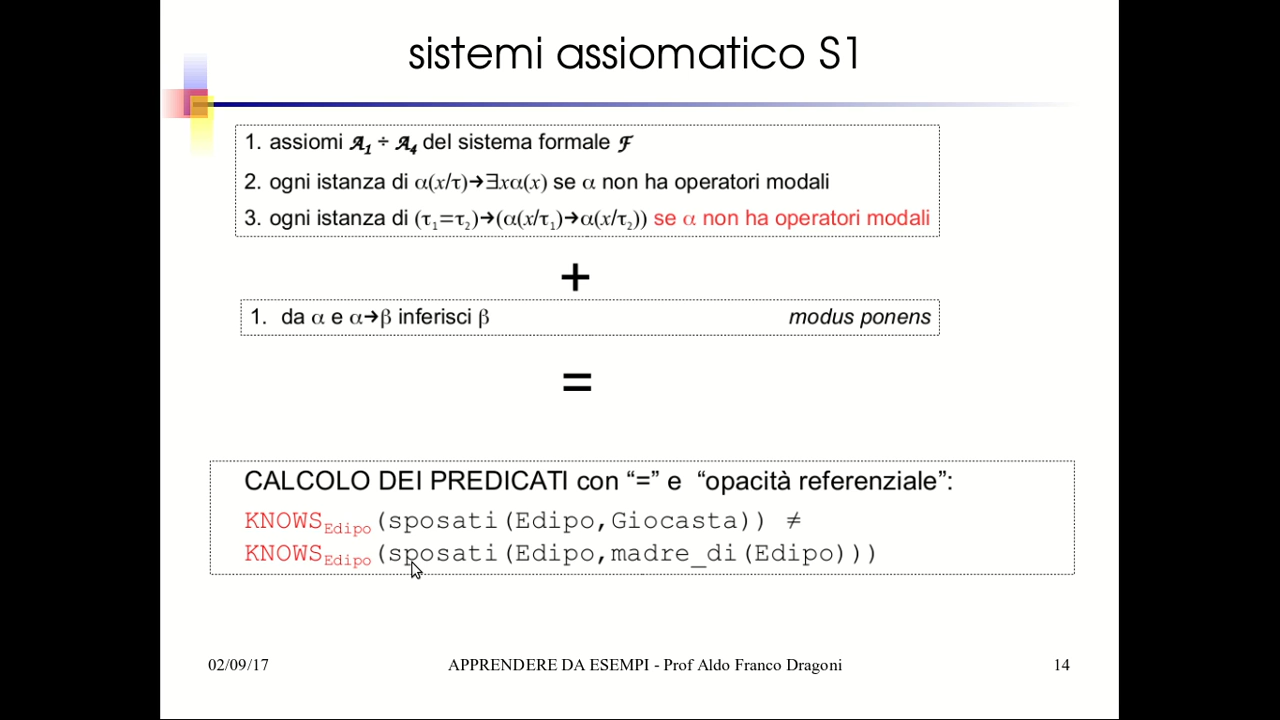 sistemi assiomatico S1
1. assiomi 𝓐₁ ÷ 𝓐₄ del sistema formale 𝓕
2. ogni istanza di α(x/τ)➔∃xα(x) se α non ha operatori modali
3. ogni istanza di (τ₁=τ₂)➔(α(x/τ₁)➔α(x/τ₂)) se α non ha operatori modali
+
1. da α e α➔β inferisci β modus ponens
=
CALCOLO DEI PREDICATI con “=” e “opacità referenziale”:
KNOWS_Edipo(sposati(Edipo,Giocasta)) ≠
KNOWS_Edipo(sposati(Edipo,madre_di(Edipo)))
02/09/17 APPRENDERE DA ESEMPI - Prof Aldo Franco Dragoni 14